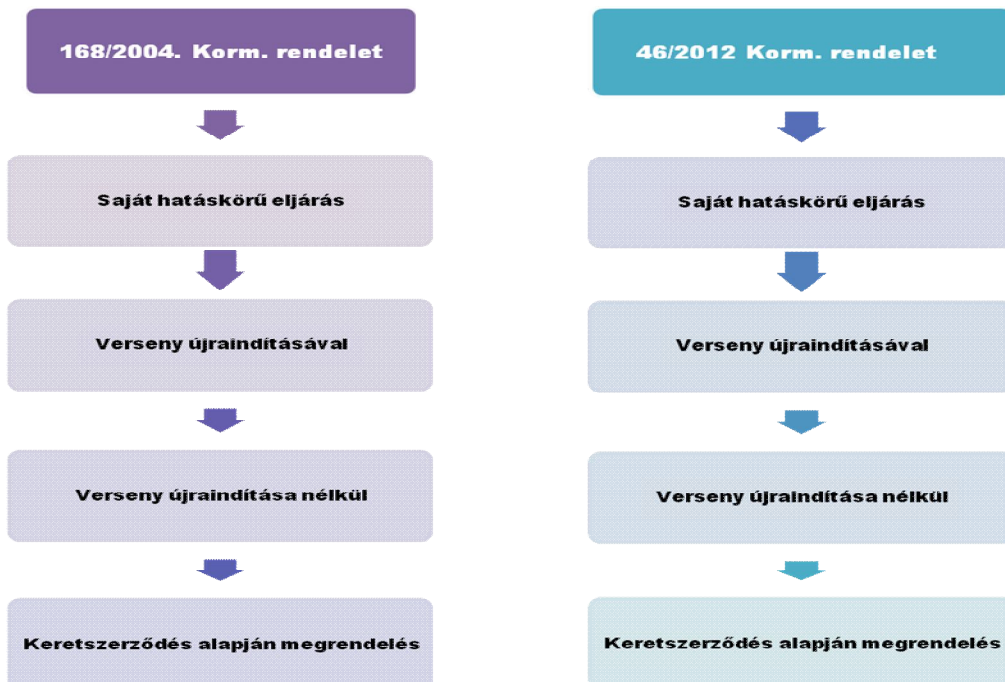 168/2004. Korm. rendelet
Saját hatáskörű eljárás
Verseny újraindításával
Verseny újraindítása nélkül
Keretszerződés alapján megrendelés
46/2012 Korm. rendelet
Saját hatáskörű eljárás
Verseny újraindításával
Verseny újraindítása nélkül
Keretszerződés alapján megrendelés